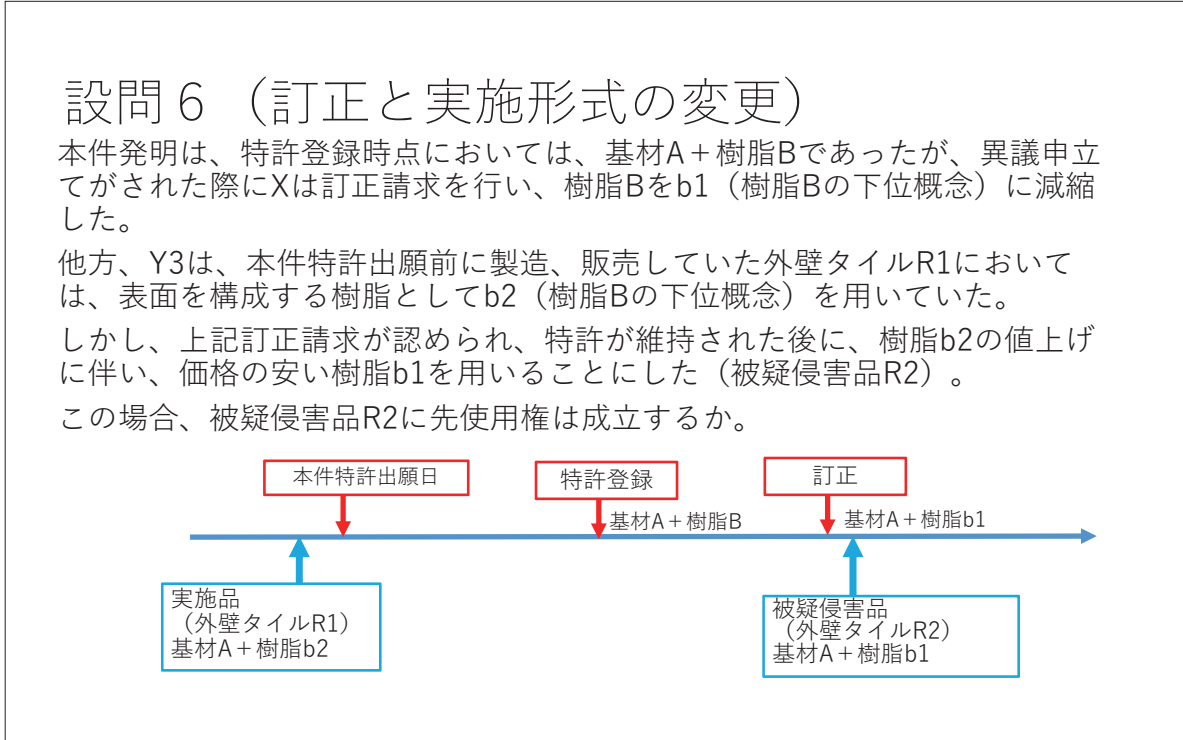 設問６（訂正と実施形式の変更）
本件発明は、特許登録時点においては、基材A＋樹脂Bであったが、異議申立
てがされた際にXは訂正請求を行い、樹脂Bをb1（樹脂Bの下位概念）に減縮
した。
他方、Y3は、本件特許出願前に製造、販売していた外壁タイルR1において
は、表面を構成する樹脂としてb2（樹脂Bの下位概念）を用いていた。
しかし、上記訂正請求が認められ、特許が維持された後に、樹脂b2の値上げ
に伴い、価格の安い樹脂b1を用いることにした（被疑侵害品R2）。
この場合、被疑侵害品R2に先使用権は成立するか。
本件特許出願日
特許登録
訂正
基材A＋樹脂B
基材A＋樹脂b1
実施品
（外壁タイルR1）
基材A＋樹脂b2
被疑侵害品
（外壁タイルR2）
基材A＋樹脂b1